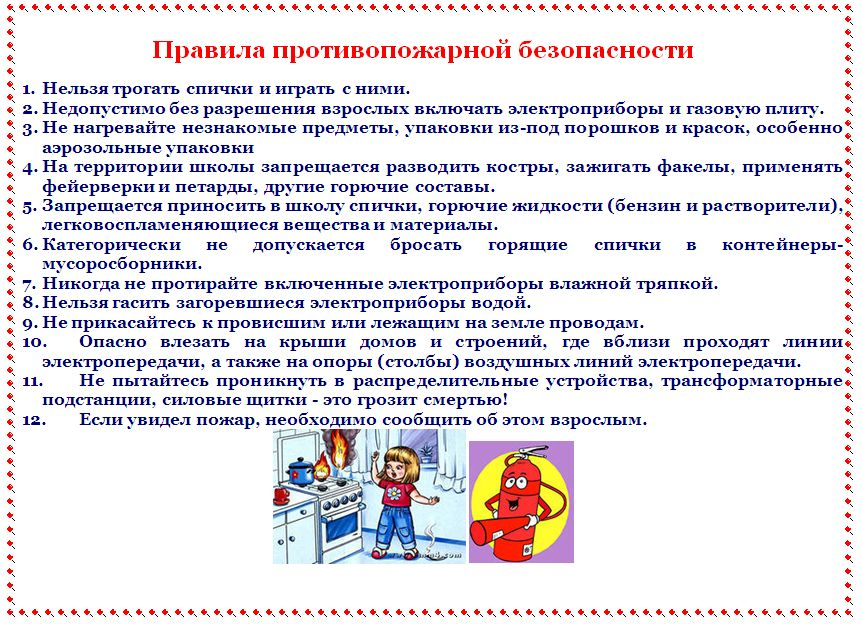 Правила противопожарной безопасности
1. Нельзя трогать спички и играть с ними.
2. Недопустимо без разрешения взрослых включать электроприборы и газовую плиту.
3. Не нагревайте незнакомые предметы, упаковки из-под порошков и красок, особенно
аэрозольные упаковки
4. На территории школы запрещается разводить костры, зажигать факелы, применять
фейерверки и петарды, другие горючие составы.
5. Запрещается приносить в школу спички, горючие жидкости (бензин и растворители),
легковоспламеняющиеся вещества и материалы.
6. Категорически не допускается бросать горящие спички в контейнеры-
мусоросборники.
7. Никогда не протирайте включенные электроприборы влажной тряпкой.
8. Нельзя гасить загоревшиеся электроприборы водой.
9. Не прикасайтесь к провисшим или лежащим на земле проводам.
10. Опасно влезать на крыши домов и строений, где вблизи проходят линии
электропередачи, а также на опоры (столбы) воздушных линий электропередачи.
11. Не пытайтесь проникнуть в распределительные устройства, трансформаторные
подстанции, силовые щитки - это грозит смертью!
12. Если увидел пожар, необходимо сообщить об этом взрослым.